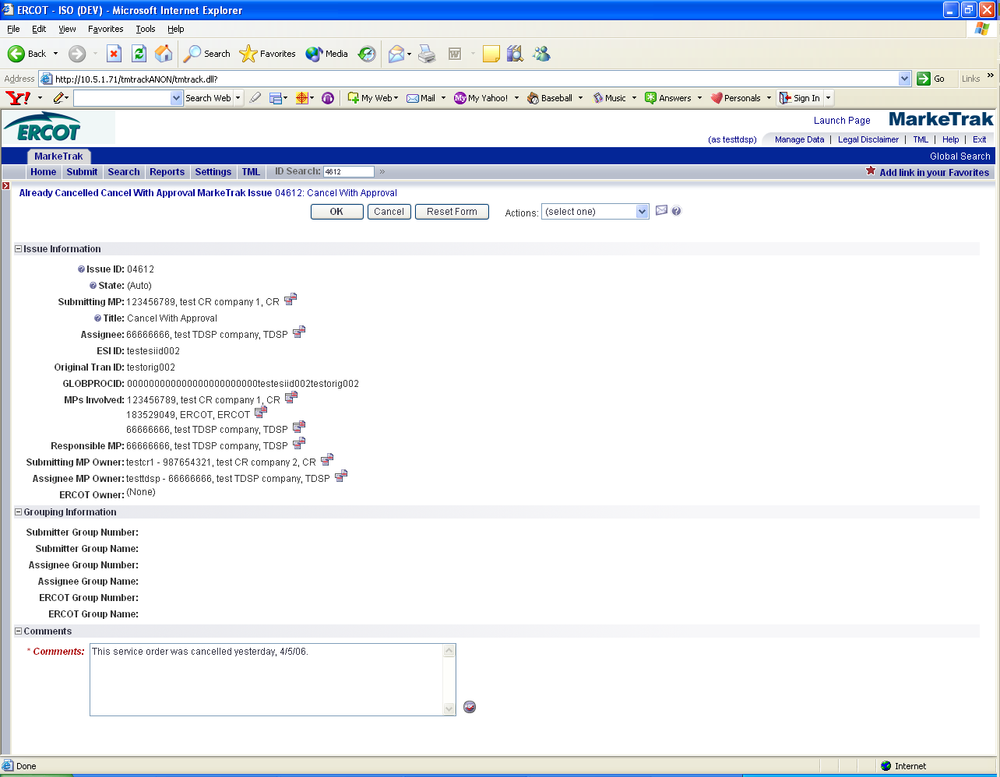 ERCOT - ISO (DEV) - Microsoft Internet Explorer
File Edit View Favorites Tools Help
Back Search Favorites Media
Address http://10.5.1.71/tmtrackANON/tmtrack.dll? Go Links »
Y! Search Web My Web Mail My Yahoo! Baseball Music Answers Personals Sign In
ERCOT Launch Page MarkeTrak
(as testtdsp) Manage Data | Legal Disclaimer | TML | Help | Exit
MarkeTrak Global Search
Home Submit Search Reports Settings TML ID Search: 4612 » Add link in your Favorites
Already Cancelled Cancel With Approval MarkeTrak Issue 04612: Cancel With Approval
OK Cancel Reset Form Actions: (select one)
Issue Information
Issue ID: 04612
State: (Auto)
Submitting MP: 123456789, test CR company 1, CR
Title: Cancel With Approval
Assignee: 66666666, test TDSP company, TDSP
ESI ID: testesiid002
Original Tran ID: testorig002
GLOBPROCID: 000000000000000000000000testesiid002testorig002
MPs Involved: 123456789, test CR company 1, CR
183529049, ERCOT, ERCOT
66666666, test TDSP company, TDSP
Responsible MP: 66666666, test TDSP company, TDSP
Submitting MP Owner: testcr1 - 987654321, test CR company 2, CR
Assignee MP Owner: testtdsp - 66666666, test TDSP company, TDSP
ERCOT Owner: (None)
Grouping Information
Submitter Group Number:
Submitter Group Name:
Assignee Group Number:
Assignee Group Name:
ERCOT Group Number:
ERCOT Group Name:
Comments
* Comments: This service order was cancelled yesterday, 4/5/06.
ABC
Done Internet